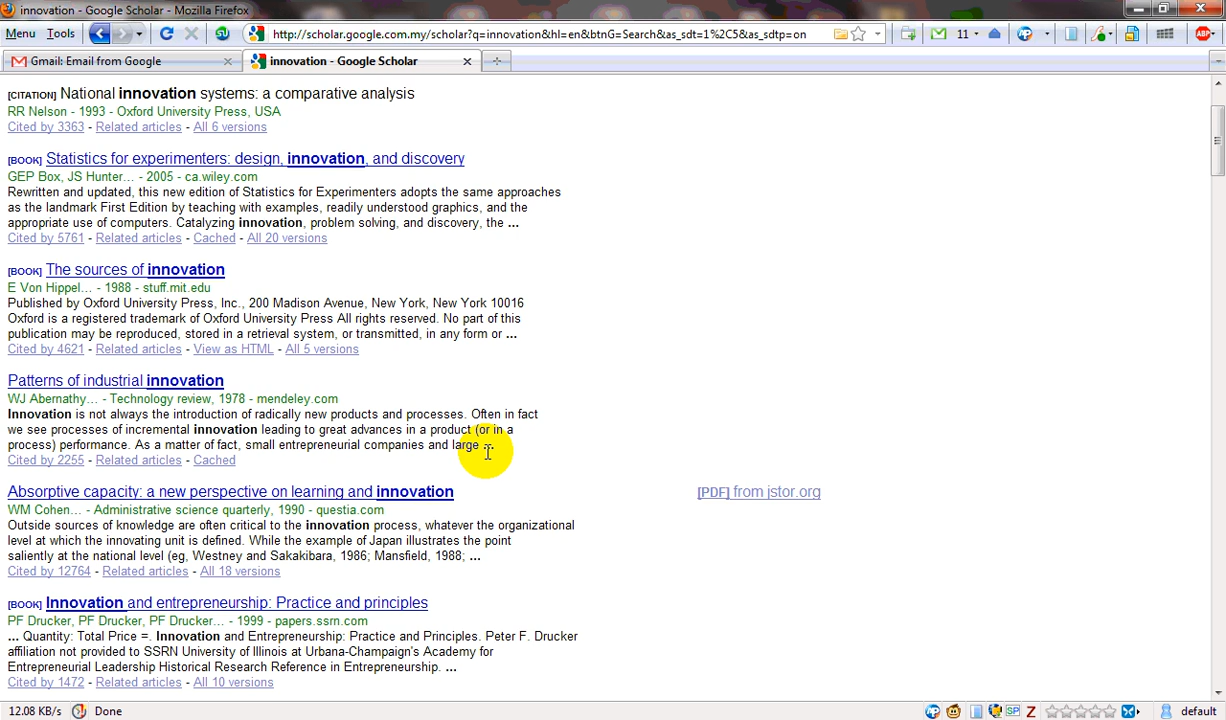 innovation - Google Scholar - Mozilla Firefox
Menu Tools http://scholar.google.com.my/scholar?q=innovation&hl=en&btnG=Search&as_sdt=1%2C5&as_sdtp=on 11 ABP
Gmail: Email from Google innovation - Google Scholar
[CITATION] National innovation systems: a comparative analysis
RR Nelson - 1993 - Oxford University Press, USA
Cited by 3363 - Related articles - All 6 versions
[BOOK] Statistics for experimenters: design, innovation, and discovery
GEP Box, JS Hunter... - 2005 - ca.wiley.com
Rewritten and updated, this new edition of Statistics for Experimenters adopts the same approaches
as the landmark First Edition by teaching with examples, readily understood graphics, and the
appropriate use of computers. Catalyzing innovation, problem solving, and discovery, the ...
Cited by 5761 - Related articles - Cached - All 20 versions
[BOOK] The sources of innovation
E Von Hippel... - 1988 - stuff.mit.edu
Published by Oxford University Press, Inc., 200 Madison Avenue, New York, New York 10016
Oxford is a registered trademark of Oxford University Press All rights reserved. No part of this
publication may be reproduced, stored in a retrieval system, or transmitted, in any form or ...
Cited by 4621 - Related articles - View as HTML - All 5 versions
Patterns of industrial innovation
WJ Abernathy... - Technology review, 1978 - mendeley.com
Innovation is not always the introduction of radically new products and processes. Often in fact
we see processes of incremental innovation leading to great advances in a product (or in a
process) performance. As a matter of fact, small entrepreneurial companies and large ...
Cited by 2255 - Related articles - Cached
Absorptive capacity: a new perspective on learning and innovation [PDF] from jstor.org
WM Cohen... - Administrative science quarterly, 1990 - questia.com
Outside sources of knowledge are often critical to the innovation process, whatever the organizational
level at which the innovating unit is defined. While the example of Japan illustrates the point
saliently at the national level (eg, Westney and Sakakibara, 1986; Mansfield, 1988; ...
Cited by 12764 - Related articles - All 18 versions
[BOOK] Innovation and entrepreneurship: Practice and principles
PF Drucker, PF Drucker, PF Drucker... - 1999 - papers.ssrn.com
... Quantity: Total Price =. Innovation and Entrepreneurship: Practice and Principles. Peter F. Drucker
affiliation not provided to SSRN University of Illinois at Urbana-Champaign's Academy for
Entrepreneurial Leadership Historical Research Reference in Entrepreneurship. ...
Cited by 1472 - Related articles - All 10 versions
12.08 KB/s Done SP Z default